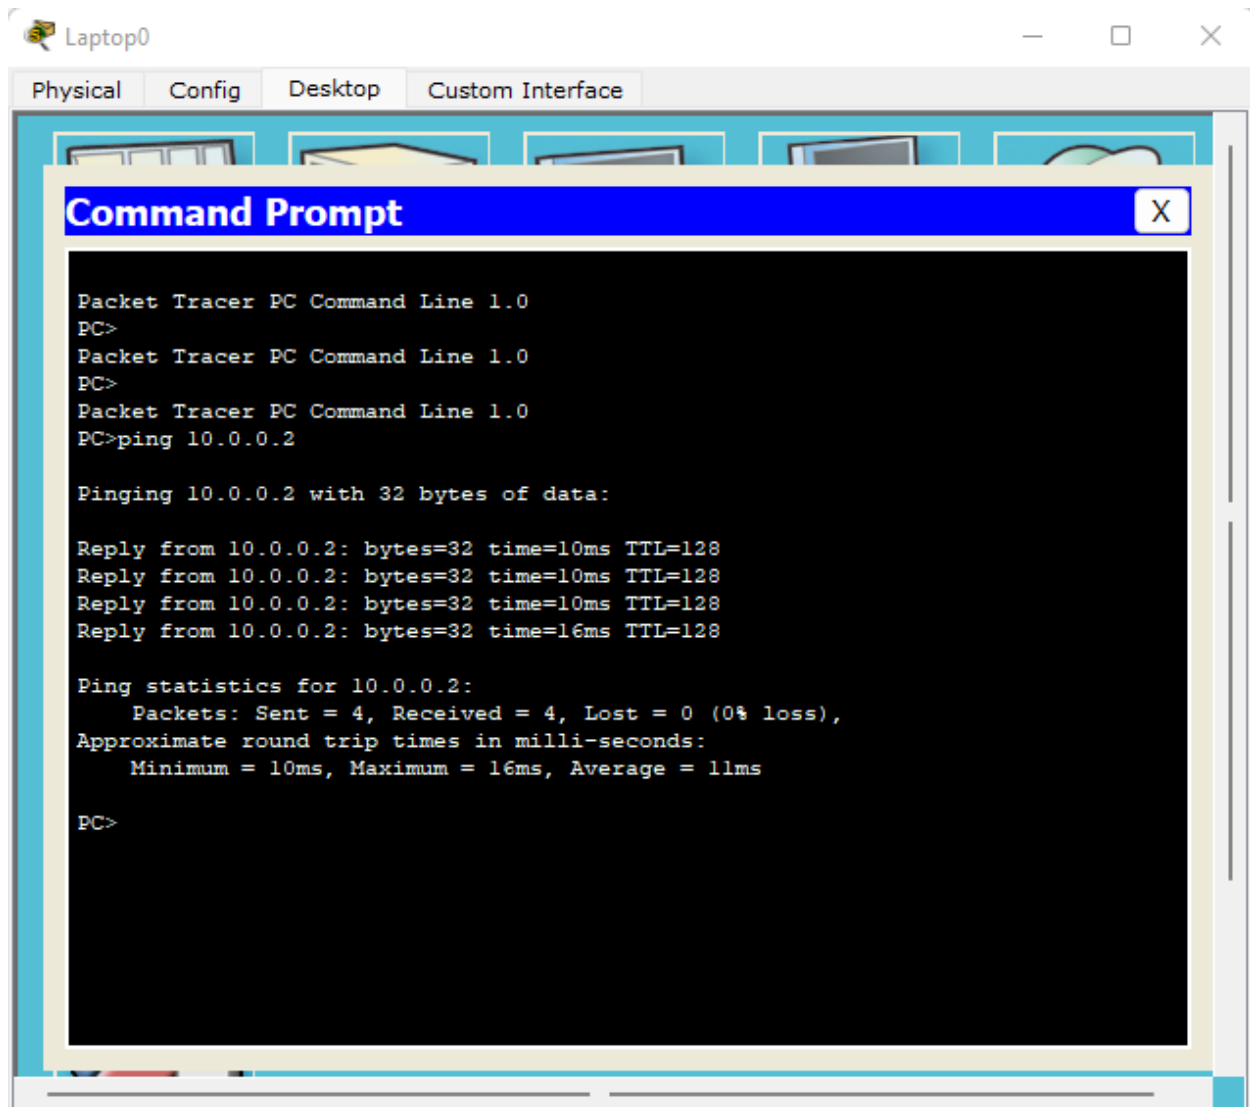 Laptop0
Physical Config Desktop Custom Interface
Command Prompt X
Packet Tracer PC Command Line 1.0
PC>
Packet Tracer PC Command Line 1.0
PC>
Packet Tracer PC Command Line 1.0
PC>ping 10.0.0.2
Pinging 10.0.0.2 with 32 bytes of data:
Reply from 10.0.0.2: bytes=32 time=10ms TTL=128
Reply from 10.0.0.2: bytes=32 time=10ms TTL=128
Reply from 10.0.0.2: bytes=32 time=10ms TTL=128
Reply from 10.0.0.2: bytes=32 time=16ms TTL=128
Ping statistics for 10.0.0.2:
Packets: Sent = 4, Received = 4, Lost = 0 (0% loss),
Approximate round trip times in milli-seconds:
Minimum = 10ms, Maximum = 16ms, Average = 11ms
PC>